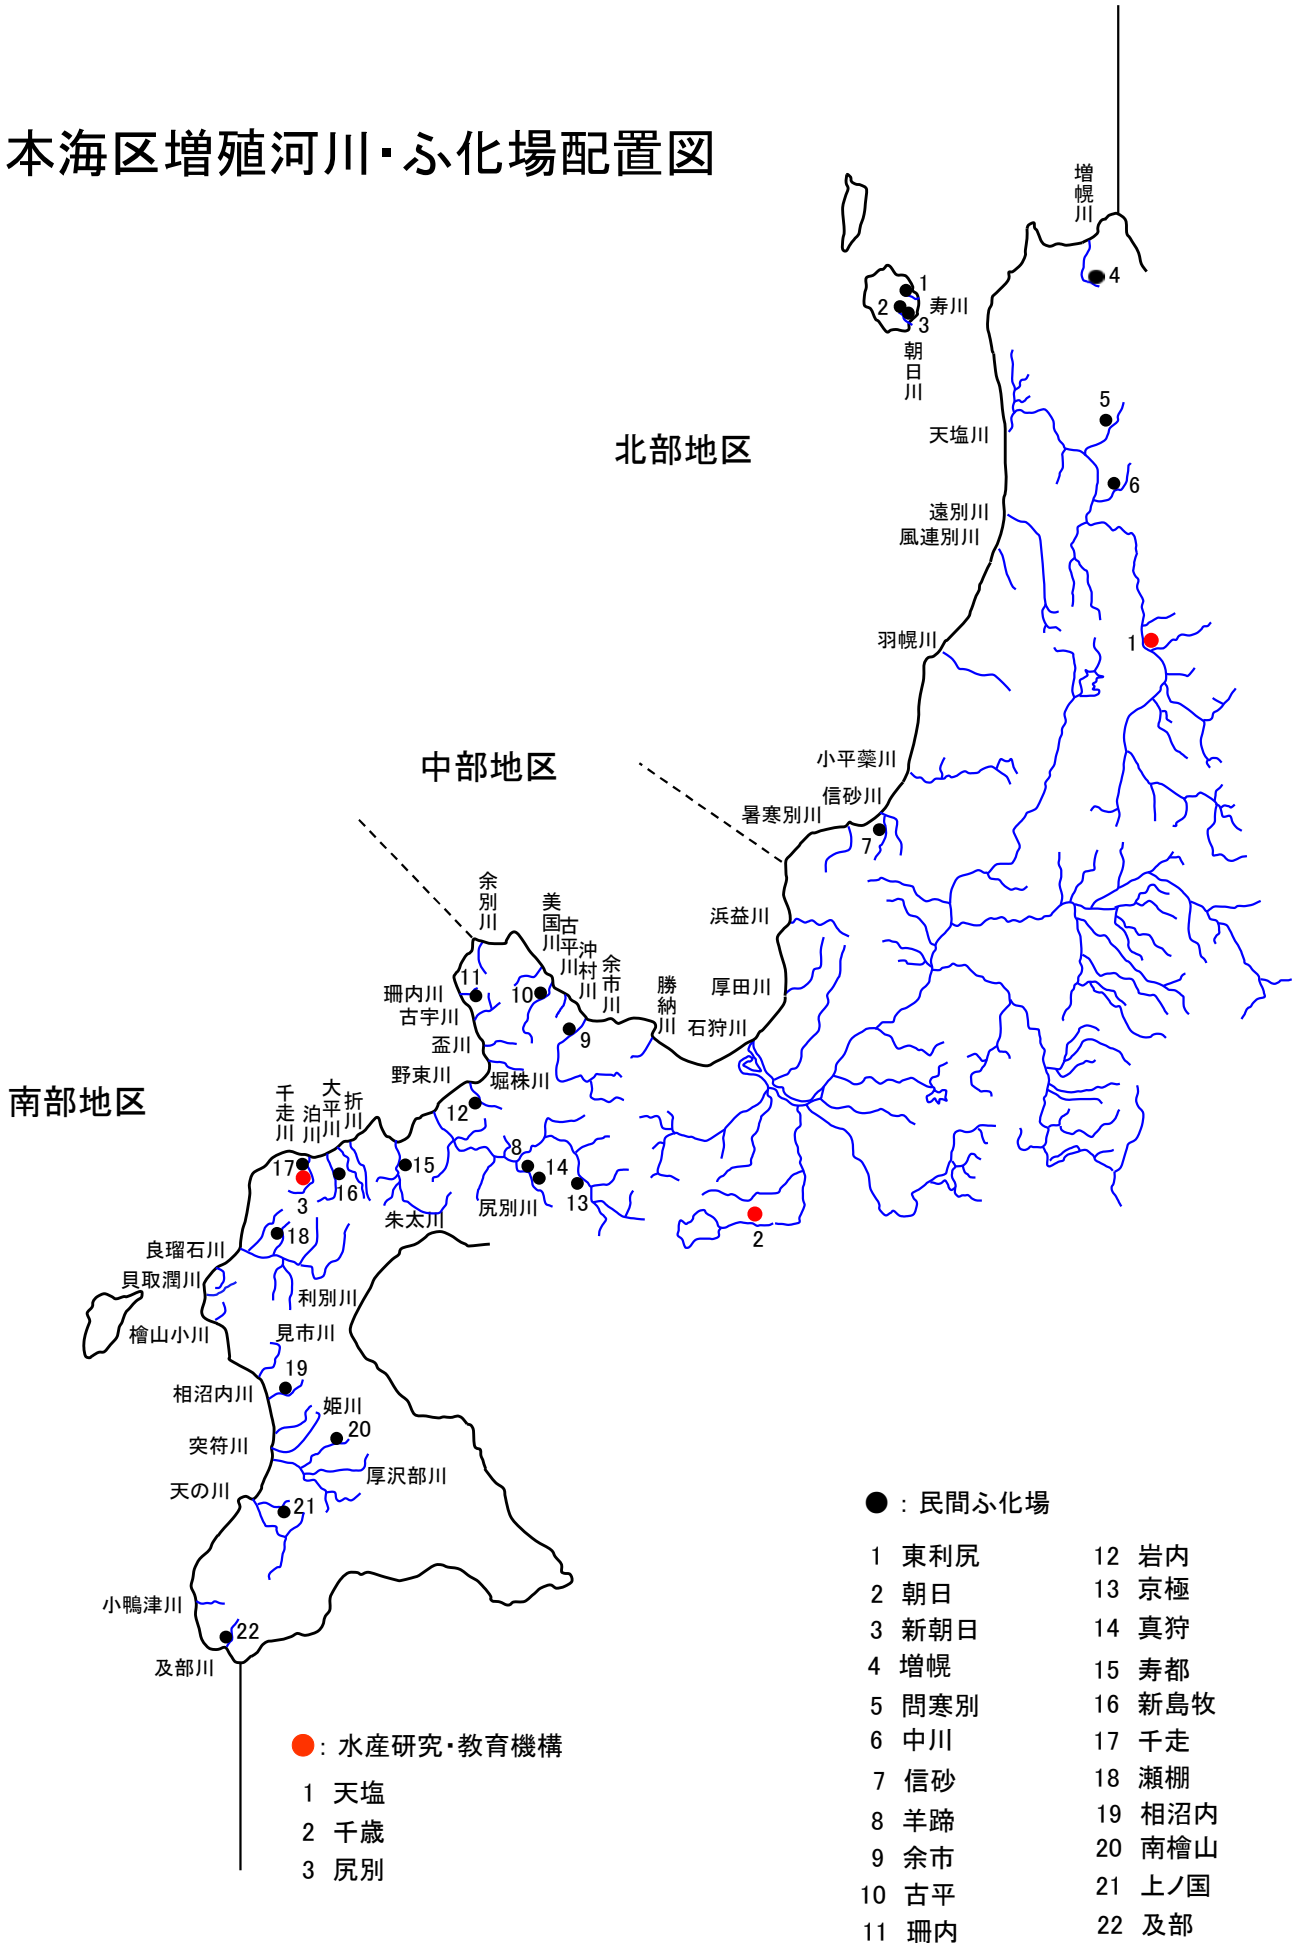 本海区増殖河川・ふ化場配置図
増幌川
4
1
2
3
寿川
朝日川
5
天塩川
北部地区
6
遠別川
風連別川
羽幌川
1
小平蘂川
中部地区
信砂川
暑寒別川
7
余別川
美国川
古平川
沖村川
余市川
浜益川
勝納川
厚田川
石狩川
11
10
9
珊内川
古宇川
盃川
野束川
堀株川
南部地区
千走川
泊川
大平川
折川
12
8
14
13
15
17
16
3
尻別川
朱太川
2
18
良瑠石川
貝取澗川
利別川
檜山小川
見市川
19
相沼内川
姫川
20
突符川
厚沢部川
天の川
21
小鴨津川
22
及部川
●：民間ふ化場
1 東利尻
2 朝日
3 新朝日
4 増幌
5 問寒別
6 中川
7 信砂
8 羊蹄
9 余市
10 古平
11 珊内
12 岩内
13 京極
14 真狩
15 寿都
16 新島牧
17 千走
18 瀬棚
19 相沼内
20 南檜山
21 上ノ国
22 及部
●：水産研究・教育機構
1 天塩
2 千歳
3 尻別